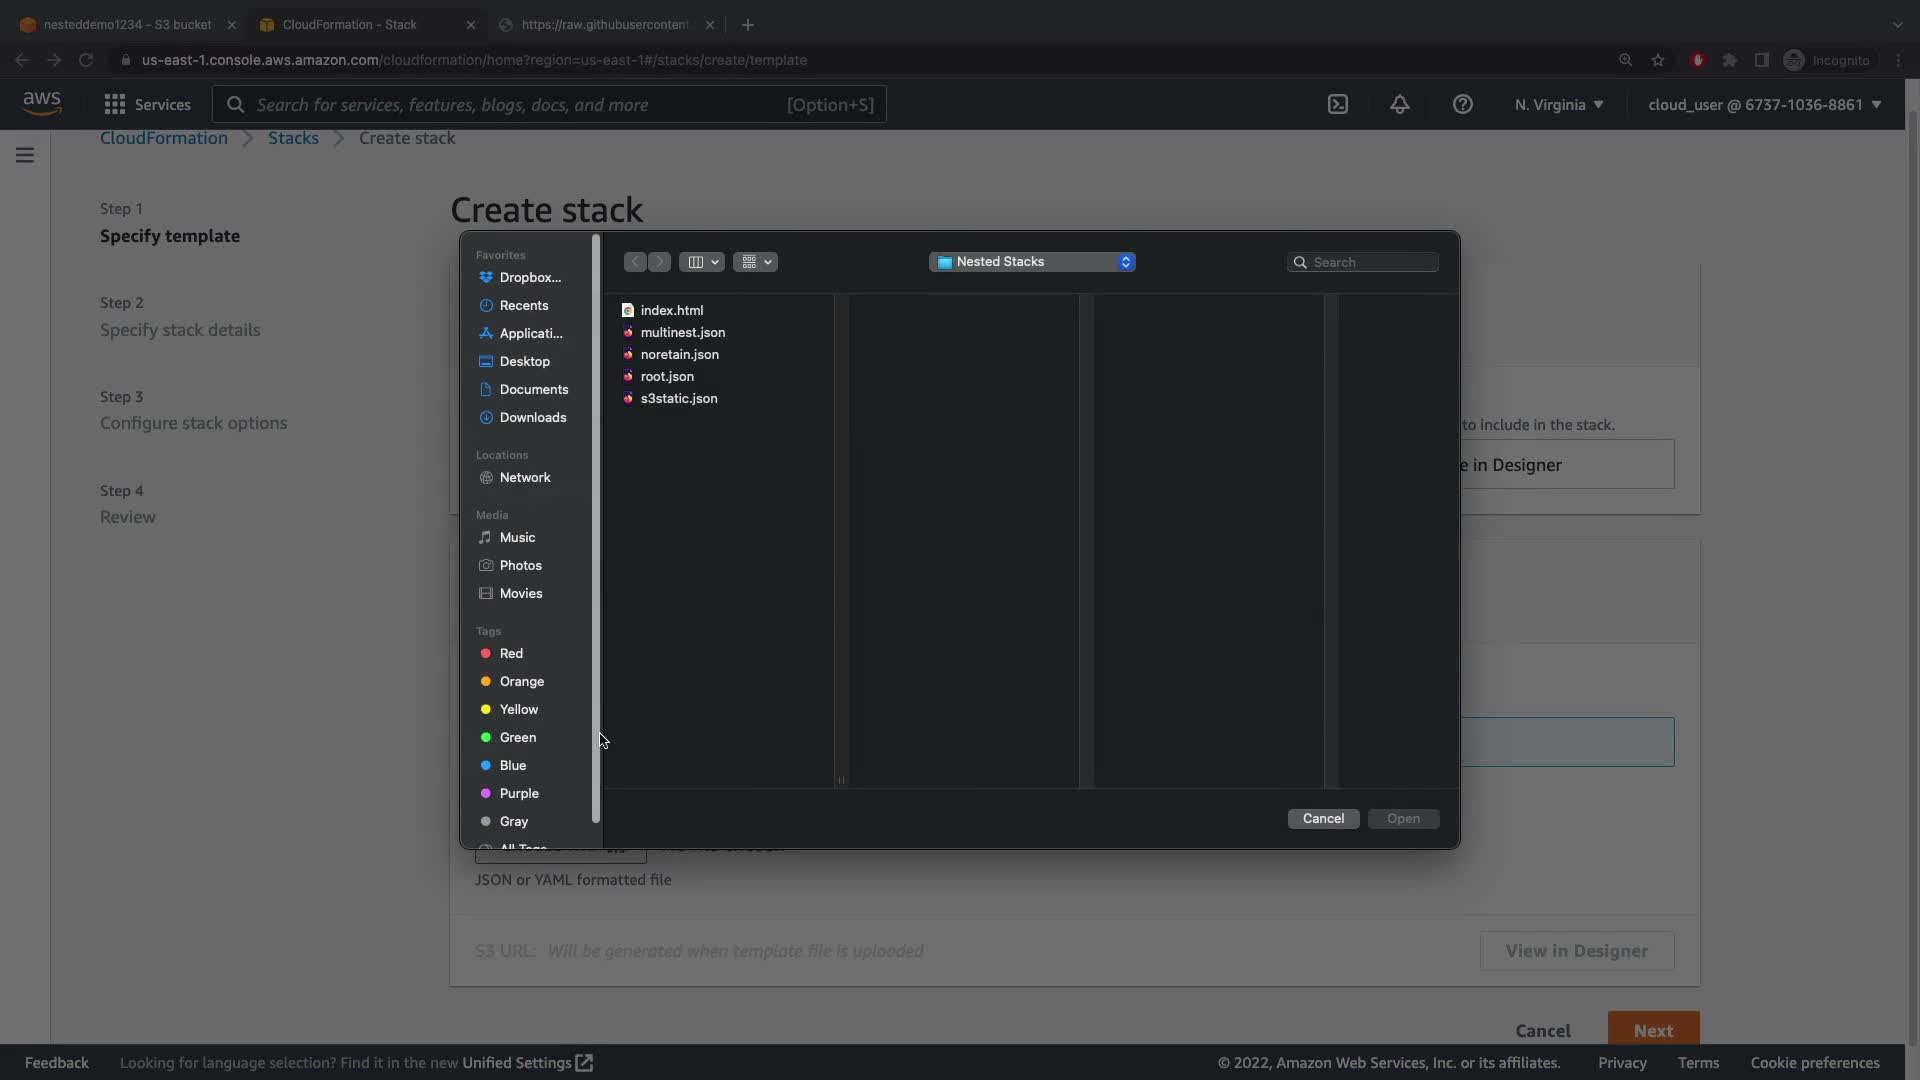 nesteddemo1234 - S3 bucket
CloudFormation - Stack
https://raw.githubusercontent.
us-east-1.console.aws.amazon.com/cloudformation/home?region=us-east-1#/stacks/create/template
Incognito
aws
Services
Search for services, features, blogs, docs, and more
[Option+S]
N. Virginia
cloud_user @ 6737-1036-8861
CloudFormation
Stacks
Create stack
Step 1
Specify template
Step 2
Specify stack details
Step 3
Configure stack options
Step 4
Review
Create stack
Favorites
Dropbox...
Recents
Applicati...
Desktop
Documents
Downloads
Locations
Network
Media
Music
Photos
Movies
Tags
Red
Orange
Yellow
Green
Blue
Purple
Gray
All Tags
Nested Stacks
Search
index.html
multinest.json
noretain.json
root.json
s3static.json
Cancel
Open
to include in the stack.
e in Designer
JSON or YAML formatted file
S3 URL: Will be generated when template file is uploaded
View in Designer
Cancel
Next
Feedback
Looking for language selection? Find it in the new Unified Settings
© 2022, Amazon Web Services, Inc. or its affiliates.
Privacy
Terms
Cookie preferences